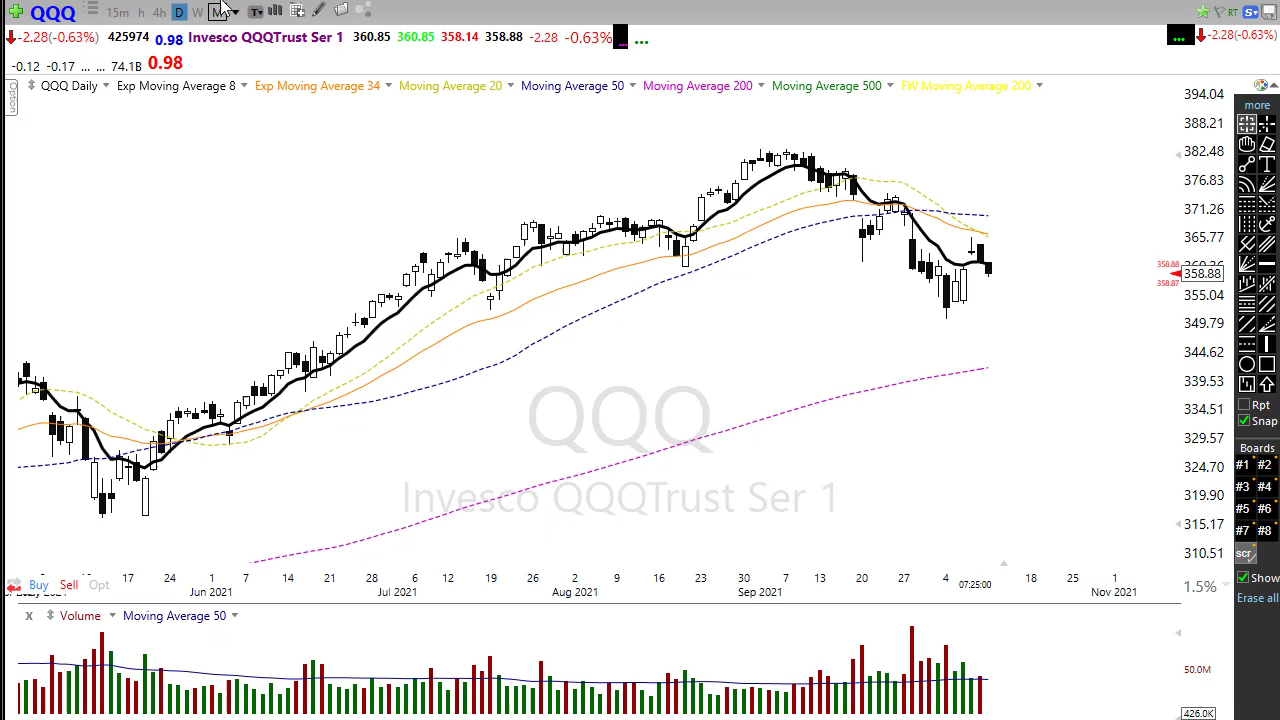 QQQ 15m h 4h D W M T RT S
-2.28(-0.63%) 425974 0.98 Invesco QQQTrust Ser 1 360.85 360.85 358.14 358.88 -2.28 -0.63% ... ... ... -2.28(-0.63%)
-0.12 -0.17 ... ... 74.1B 0.98
Option
QQQ Daily Exp Moving Average 8 Exp Moving Average 34 Moving Average 20 Moving Average 50 Moving Average 200 Moving Average 500 FW Moving Average 200
394.04
388.21
382.48
376.83
371.26
365.77
358.88
358.88
358.87
355.04
349.79
344.62
339.53
334.51
329.57
324.70
319.90
315.17
310.51
more
T
Rpt
Snap
Boards
#1 #2
#3 #4
#5 #6
#7 #8
scr
Show
Erase all
QQQ
Invesco QQQTrust Ser 1
17 24 1 7 14 21 28 6 12 19 26 2 9 16 23 30 7 13 20 27 4 07:25:00 18 25 1
Jun 2021 Jul 2021 Aug 2021 Sep 2021 Nov 2021
Buy Sell Opt
1.5%
X Volume Moving Average 50
50.0M
426.0K